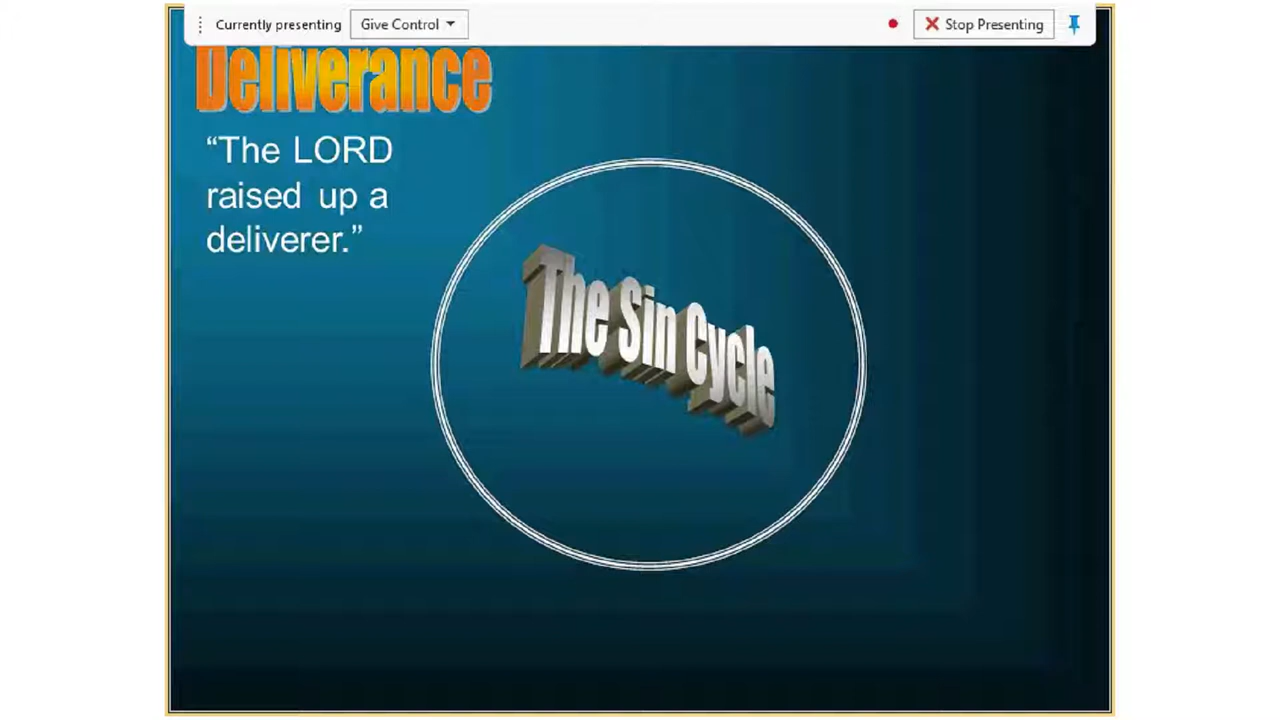 Currently presenting Give Control Stop Presenting
Deliverance
“The LORD
raised up a
deliverer.”
The Sin Cycle